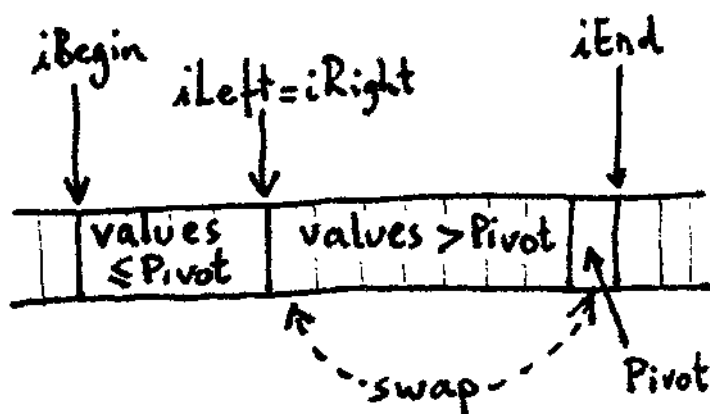 iBegin
iLeft=iRight
iEnd
values
≤Pivot
values >Pivot
swap
Pivot